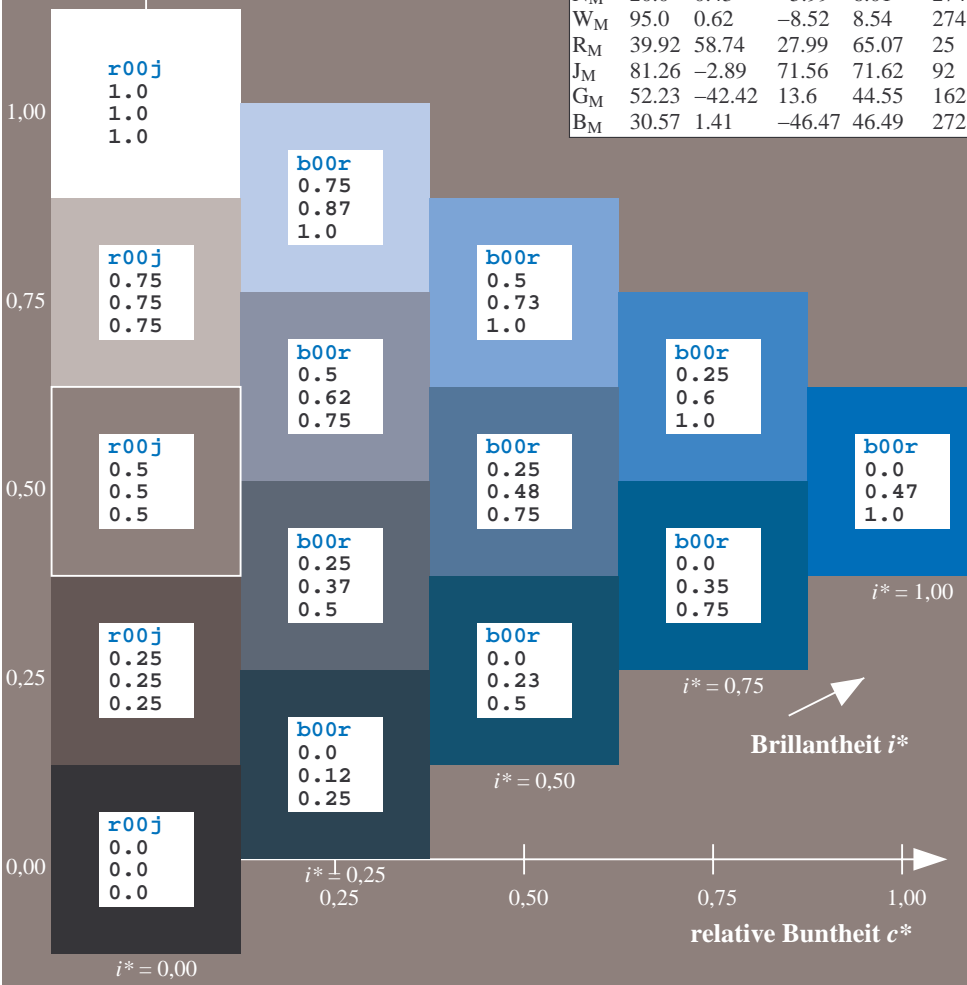 W_M 95.0 0.62 −8.52 8.54 274
R_M 39.92 58.74 27.99 65.07 25
J_M 81.26 −2.89 71.56 71.62 92
G_M 52.23 −42.42 13.6 44.55 162
B_M 30.57 1.41 −46.47 46.49 272
1,00
r00j
1.0
1.0
1.0
b00r
0.75
0.87
1.0
0,75
r00j
0.75
0.75
0.75
b00r
0.5
0.73
1.0
b00r
0.5
0.62
0.75
b00r
0.25
0.6
1.0
0,50
r00j
0.5
0.5
0.5
b00r
0.25
0.48
0.75
b00r
0.0
0.47
1.0
b00r
0.25
0.37
0.5
b00r
0.0
0.35
0.75
i* = 1,00
0,25
r00j
0.25
0.25
0.25
b00r
0.0
0.23
0.5
i* = 0,75
b00r
0.0
0.12
0.25
Brillantheit i*
i* = 0,50
0,00
r00j
0.0
0.0
0.0
i* = 0,25
0,25
0,50
0,75
1,00
relative Buntheit c*
i* = 0,00